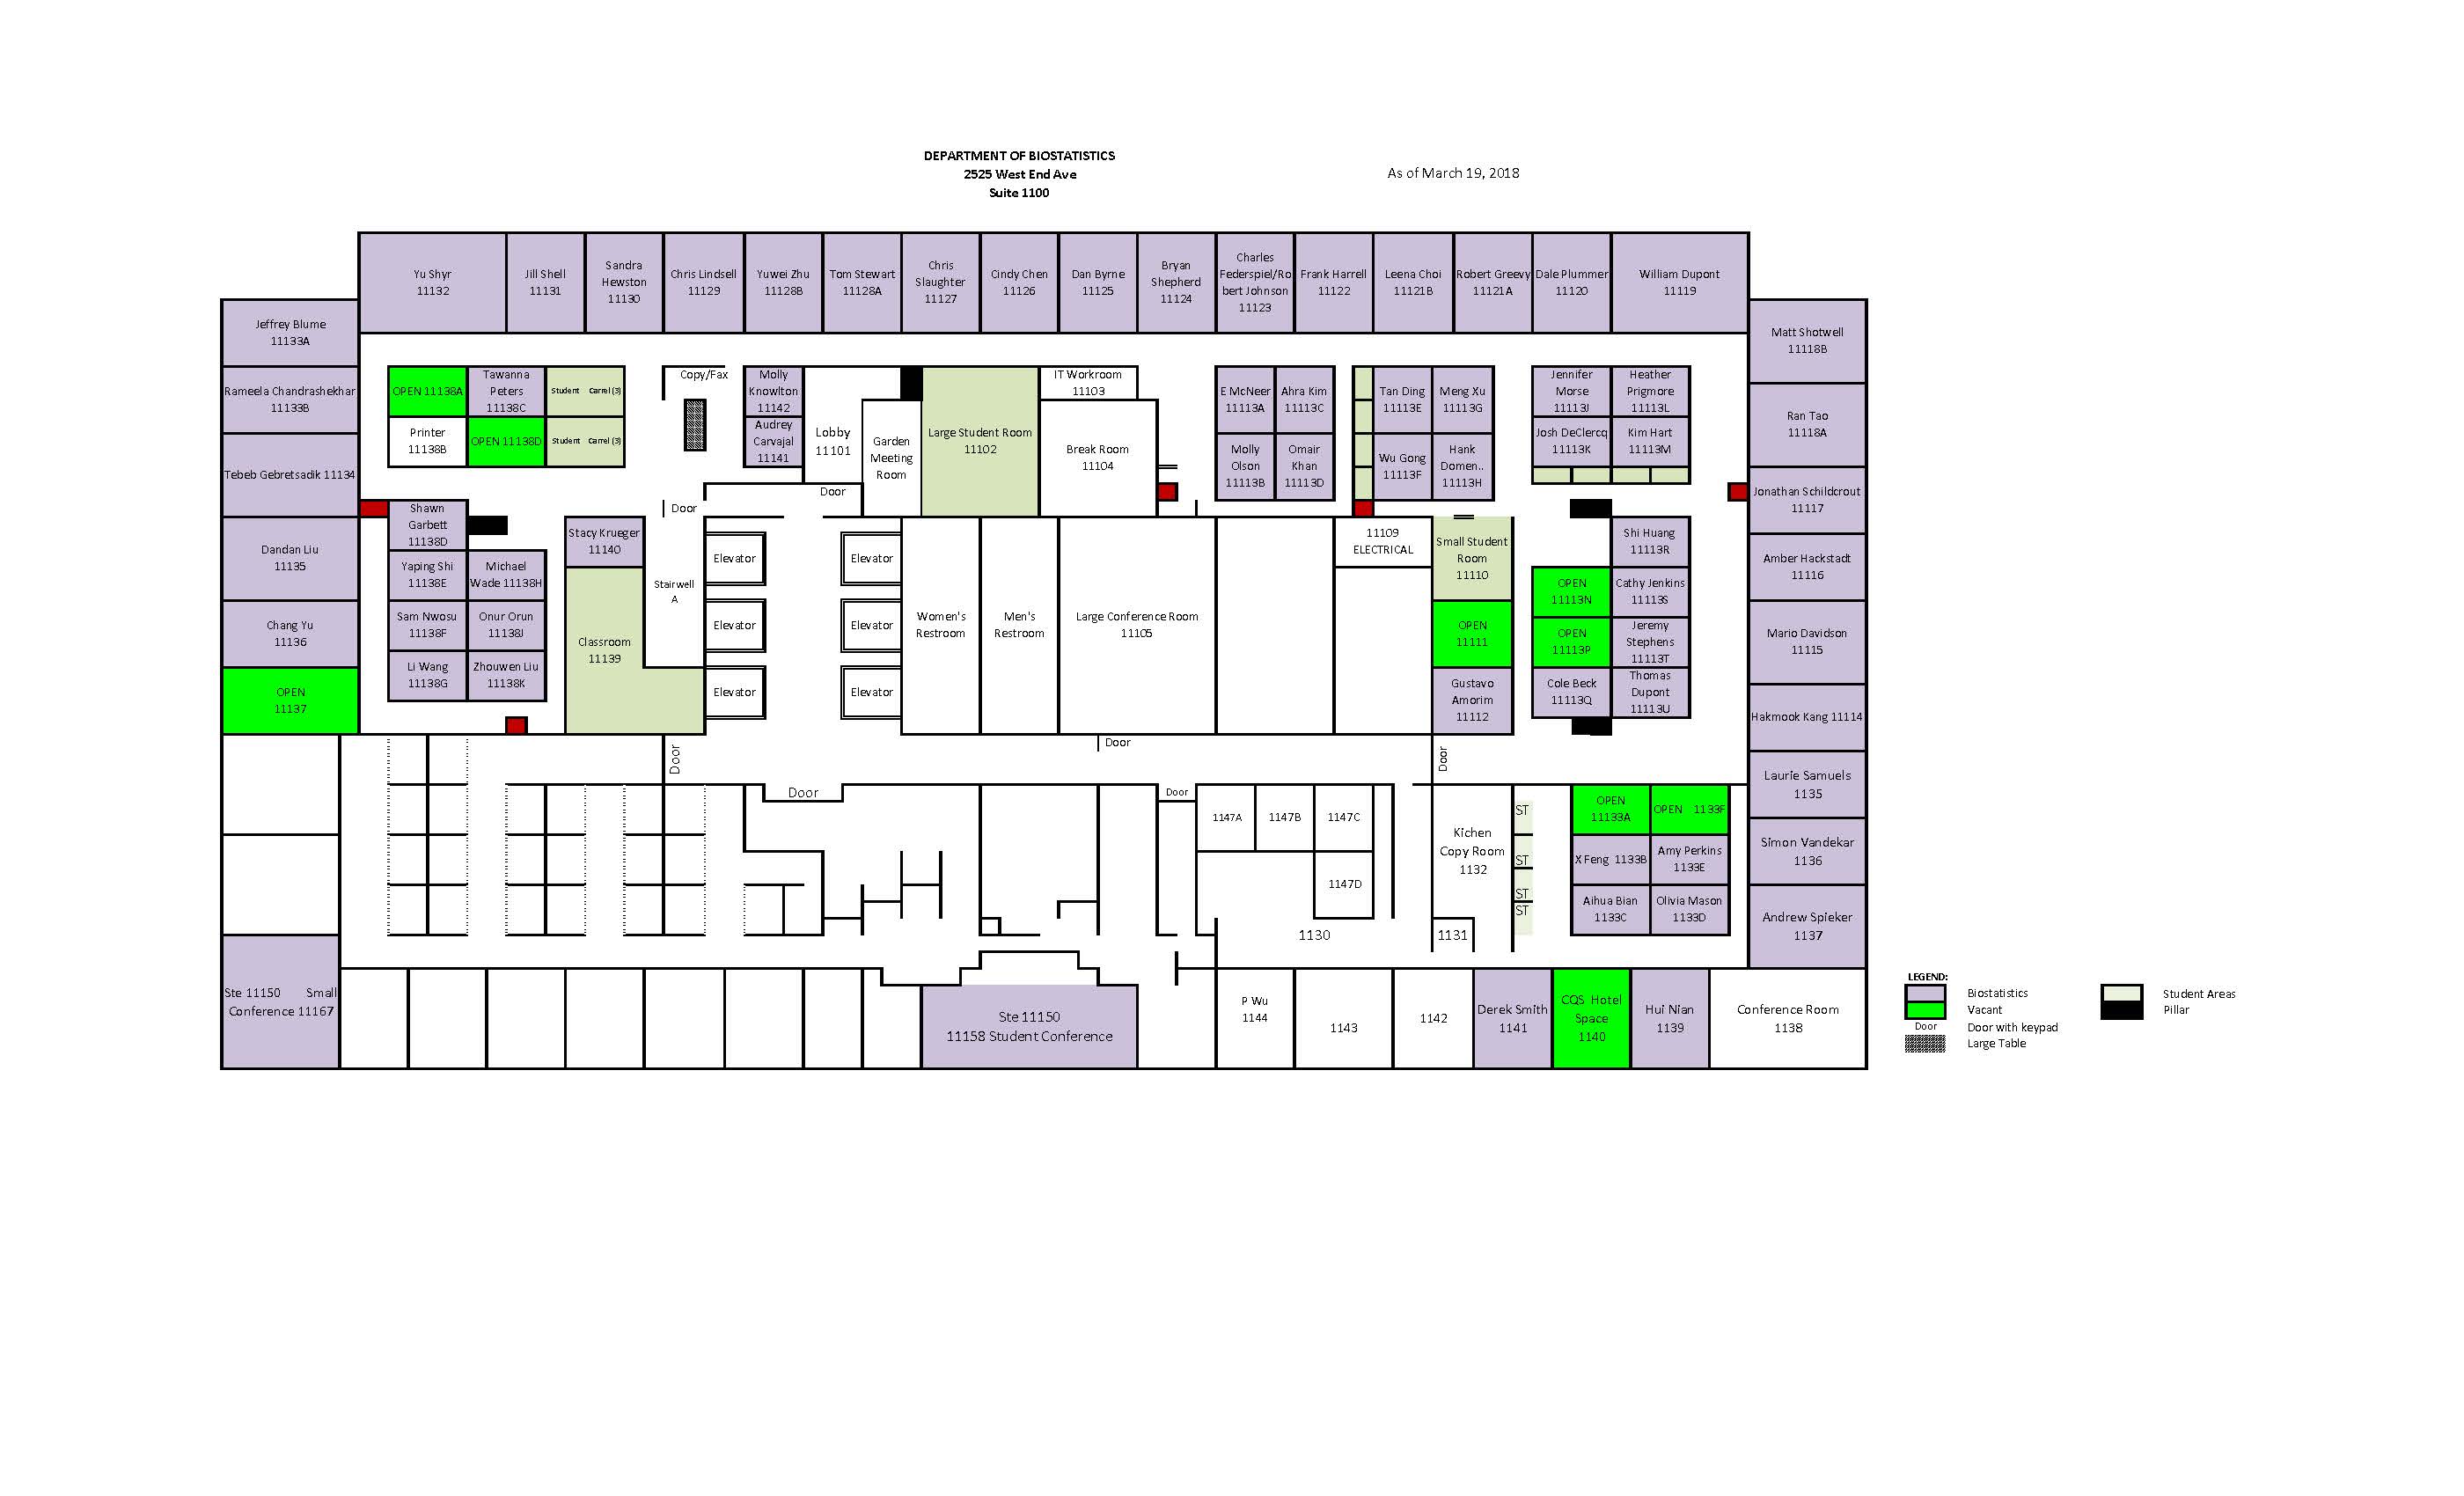 DEPARTMENT OF BIOSTATISTICS
2525 West End Ave
Suite 1100
As of March 19, 2018
Yu Shyr
11132
Jill Shell
11131
Sandra
Hewston
11130
Chris Lindsell
11129
Yuwei Zhu
11128B
Tom Stewart
11128A
Chris
Slaughter
11127
Cindy Chen
11126
Dan Byrne
11125
Bryan
Shepherd
11124
Charles
Federspiel/Ro
bert Johnson
11123
Frank Harrell
11122
Leena Choi
11121B
Robert Greevy
11121A
Dale Plummer
11120
William Dupont
11119
Jeffrey Blume
11133A
Rameela Chandrashekhar
11133B
Tebeb Gebretsadik 11134
Dandan Liu
11135
Chang Yu
11136
OPEN
11137
OPEN 11138A
Tawanna
Peters
11138C
Student Carrel (3)
Printer
11138B
OPEN 11138D
Student Carrel (3)
Shawn
Garbett
11138D
Yaping Shi
11138E
Michael
Wade 11138H
Sam Nwosu
11138F
Onur Orun
11138J
Li Wang
11138G
Zhouwen Liu
11138K
Copy/Fax
Door
Stacy Krueger
11140
Classroom
11139
Stairwell
A
Molly
Knowlton
11142
Audrey
Carvajal
11141
Lobby
11101
Door
Garden
Meeting
Room
Large Student Room
11102
IT Workroom
11103
Break Room
11104
Elevator
Elevator
Elevator
Elevator
Elevator
Elevator
Women's
Restroom
Men's
Restroom
Large Conference Room
11105
E McNeer
11113A
Ahra Kim
11113C
Molly
Olson
11113B
Omair
Khan
11113D
Tan Ding
11113E
Meng Xu
11113G
Wu Gong
11113F
Hank
Domen..
11113H
Jennifer
Morse
11113J
Heather
Prigmore
11113L
Josh DeClercq
11113K
Kim Hart
11113M
11109
ELECTRICAL
Small Student
Room
11110
OPEN
11111
Gustavo
Amorim
11112
Shi Huang
11113R
OPEN
11113N
Cathy Jenkins
11113S
OPEN
11113P
Jeremy
Stephens
11113T
Cole Beck
11113Q
Thomas
Dupont
11113U
Matt Shotwell
11118B
Ran Tao
11118A
Jonathan Schildcrout
11117
Amber Hackstadt
11116
Mario Davidson
11115
Hakmook Kang 11114
Laurie Samuels
1135
Simon Vandekar
1136
Andrew Spieker
1137
Door
Door
Door
Door
Door
1147A
1147B
1147C
1147D
1130
Kichen
Copy Room
1132
1131
ST
ST
ST
ST
OPEN
11133A
OPEN 1133F
X Feng 1133B
Amy Perkins
1133E
Aihua Bian
1133C
Olivia Mason
1133D
Ste 11150 Small
Conference 11167
Ste 11150
11158 Student Conference
P Wu
1144
1143
1142
Derek Smith
1141
CQS Hotel
Space
1140
Hui Nian
1139
Conference Room
1138
LEGEND:
Biostatistics
Vacant
Door Door with keypad
Large Table
Student Areas
Pillar